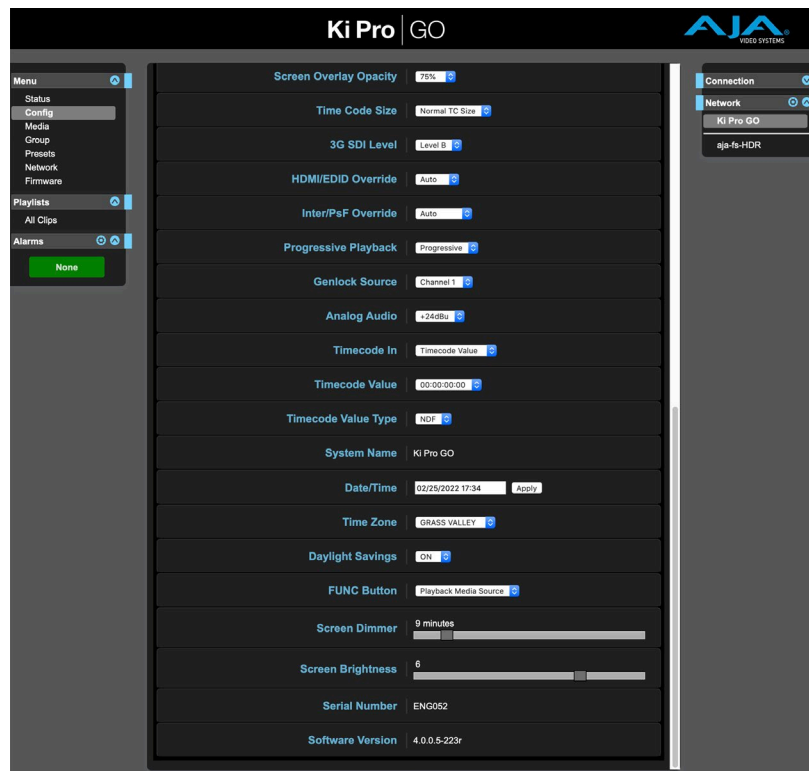 Ki Pro GO
AJA
VIDEO SYSTEMS
Menu
Status
Config
Media
Group
Presets
Network
Firmware
Playlists
All Clips
Alarms
None
Screen Overlay Opacity 75%
Time Code Size Normal TC Size
3G SDI Level Level B
HDMI/EDID Override Auto
Inter/PsF Override Auto
Progressive Playback Progressive
Genlock Source Channel 1
Analog Audio +24dBu
Timecode In Timecode Value
Timecode Value 00:00:00:00
Timecode Value Type NDF
System Name Ki Pro GO
Date/Time 02/25/2022 17:34 Apply
Time Zone GRASS VALLEY
Daylight Savings ON
FUNC Button Playback Media Source
Screen Dimmer 9 minutes
Screen Brightness 6
Serial Number ENG052
Software Version 4.0.0.5-223r
Connection
Network
Ki Pro GO
aja-fs-HDR